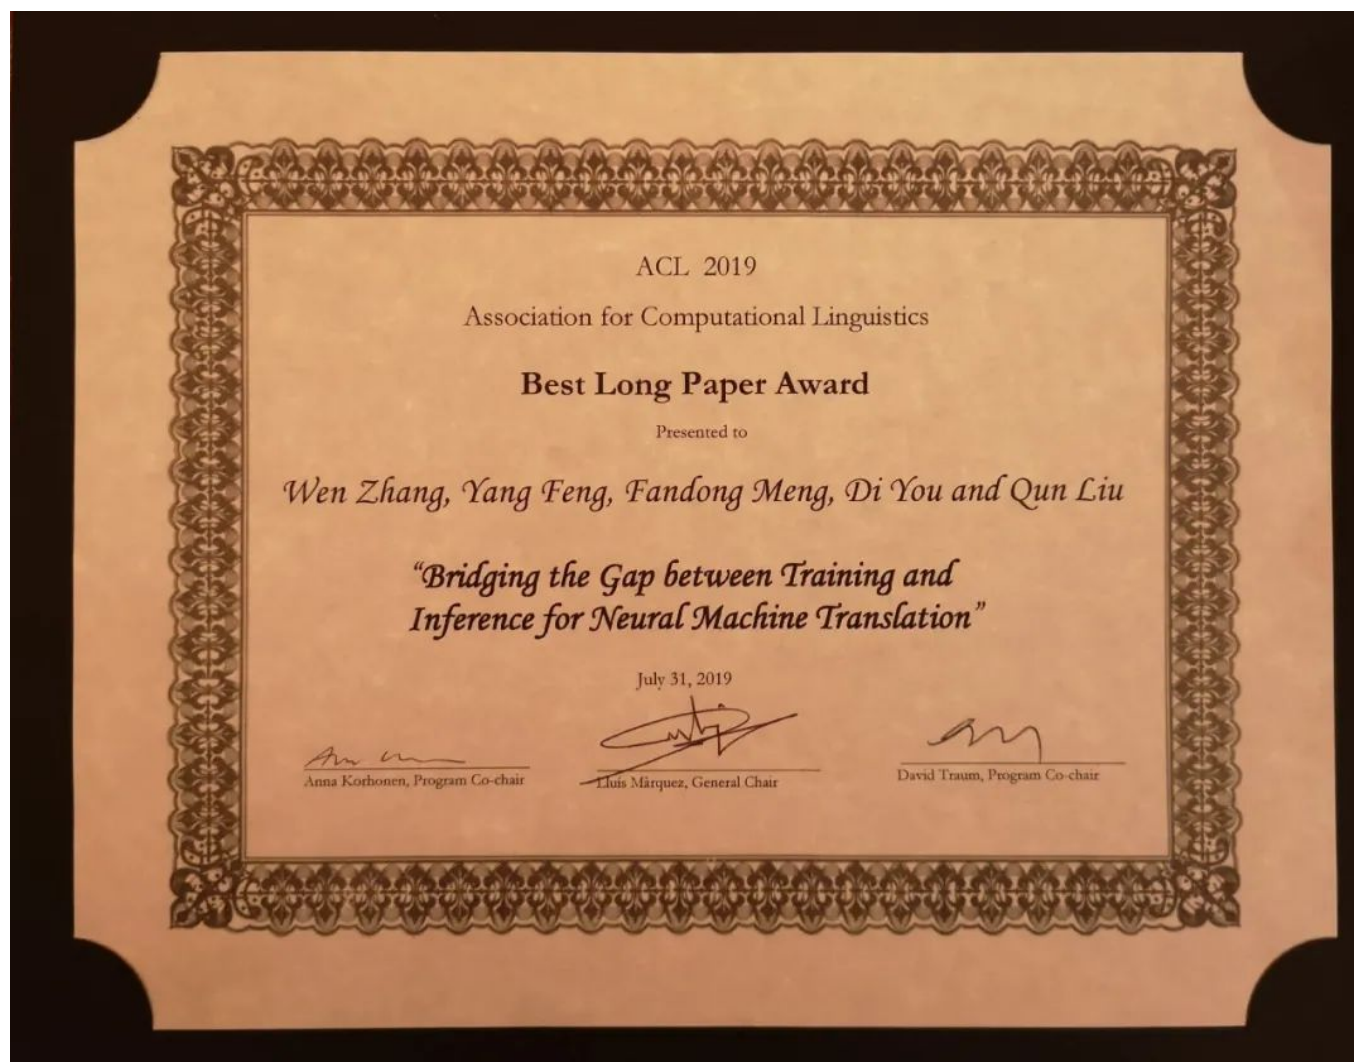 ACL 2019
Association for Computational Linguistics
Best Long Paper Award
Presented to
Wen Zhang, Yang Feng, Fandong Meng, Di You and Qun Liu
“Bridging the Gap between Training and
Inference for Neural Machine Translation”
July 31, 2019
Anna Korhonen, Program Co-chair
Lluís Màrquez, General Chair
David Traum, Program Co-chair